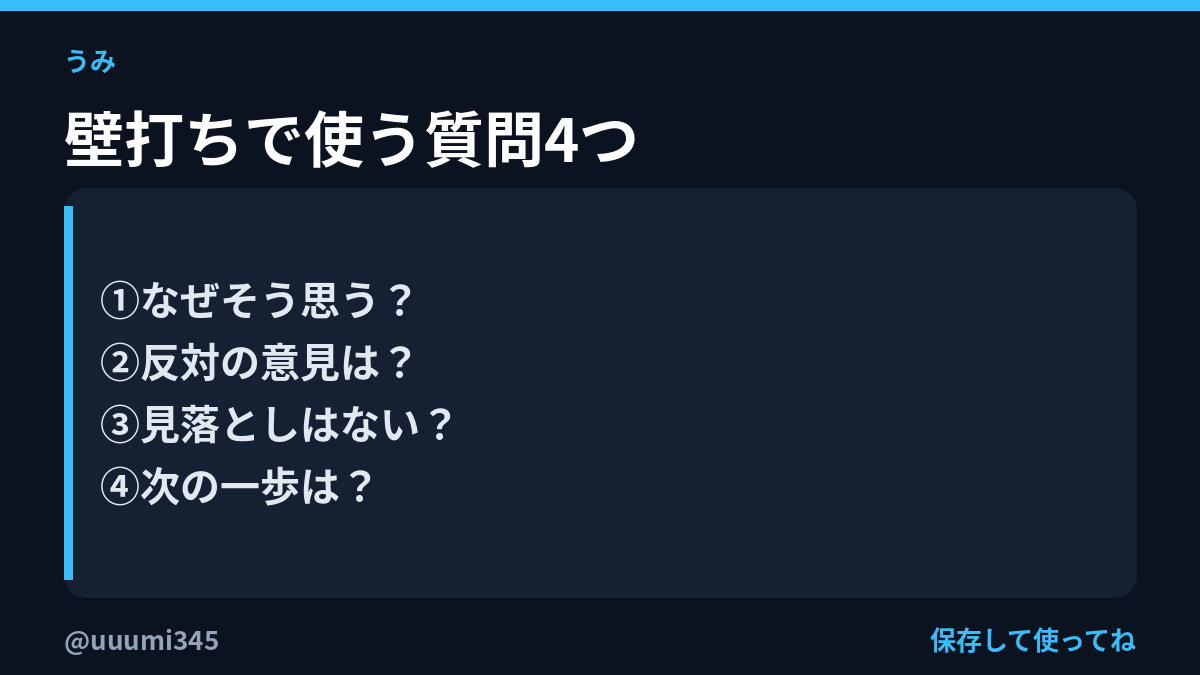 うみ
壁打ちで使う質問4つ
①なぜそう思う？
②反対の意見は？
③見落としはない？
④次の一歩は？
@uuumi345
保存して使ってね